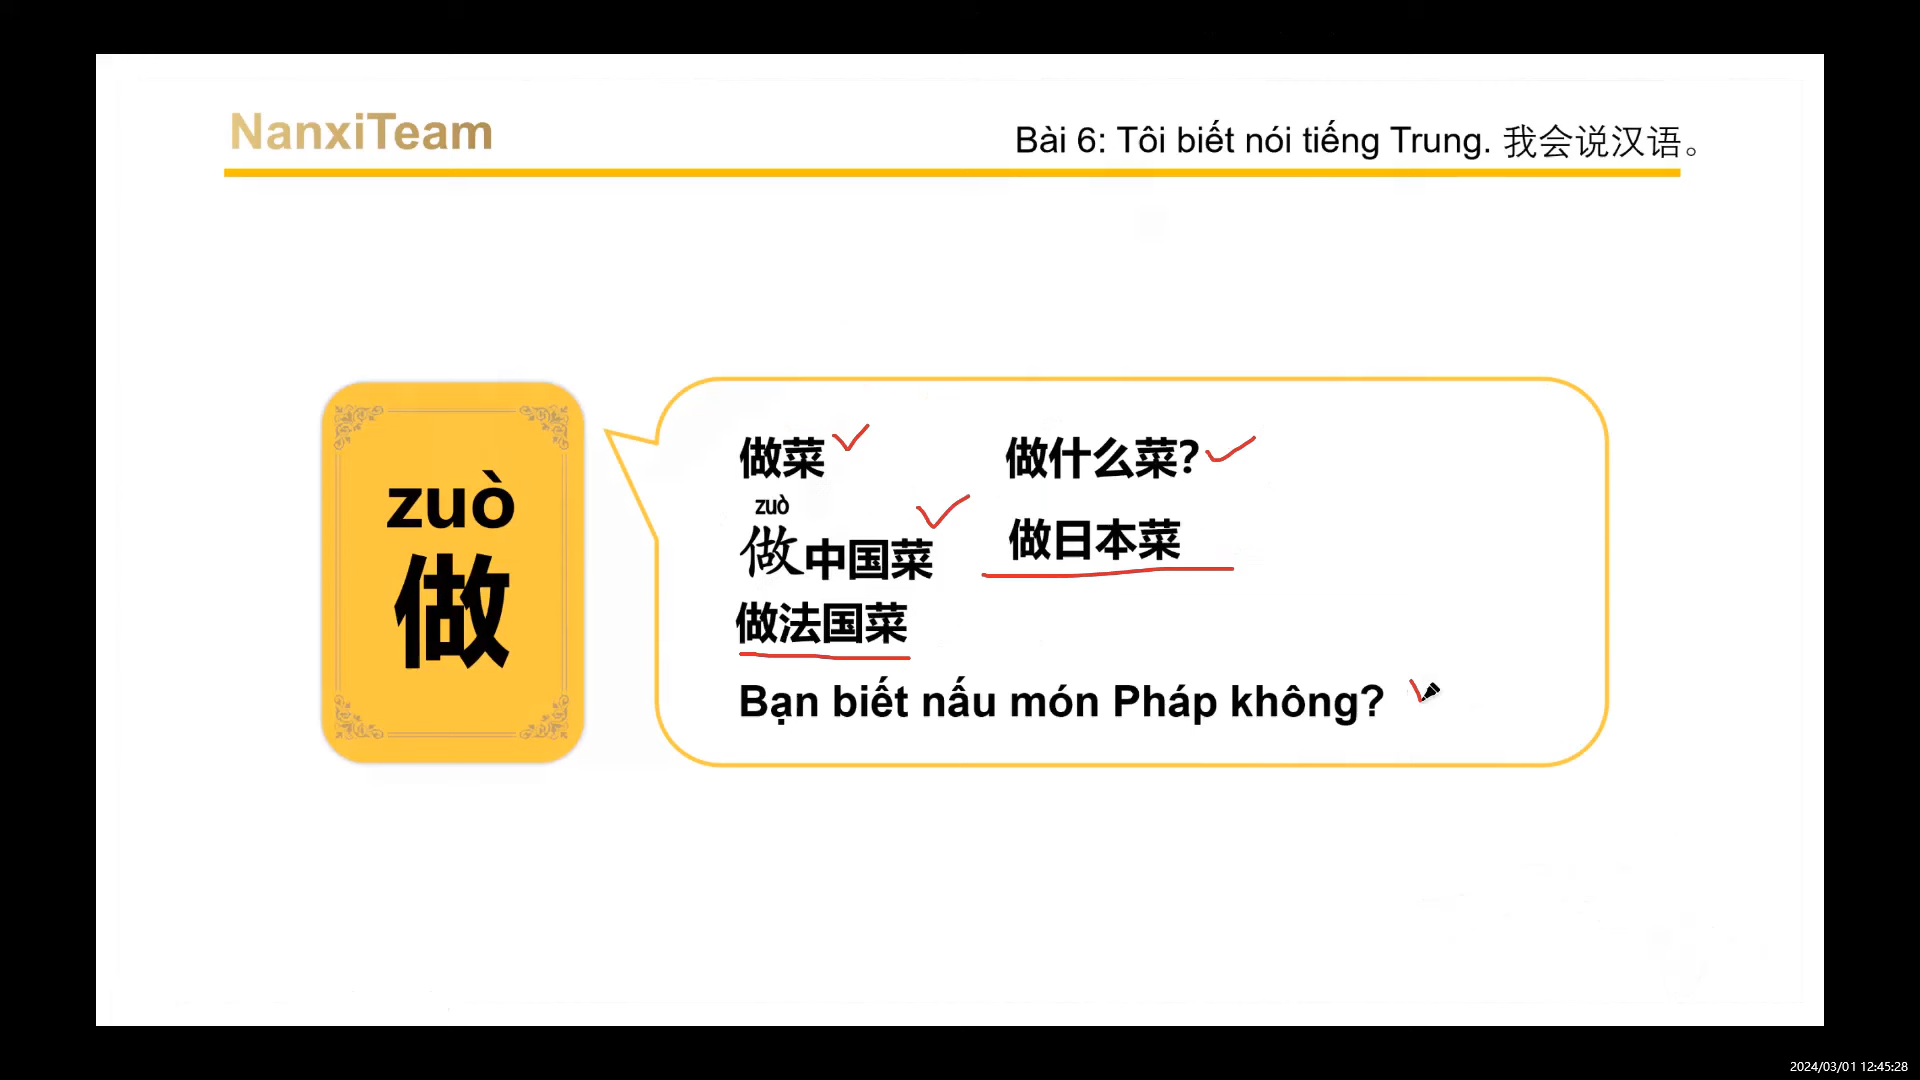 NanxiTeam
Bài 6: Tôi biết nói tiếng Trung. 我会说汉语。
zuò
做
做菜
做什么菜?
zuò
做中国菜
做日本菜
做法国菜
Bạn biết nấu món Pháp không?
2024/03/01 12:45:28